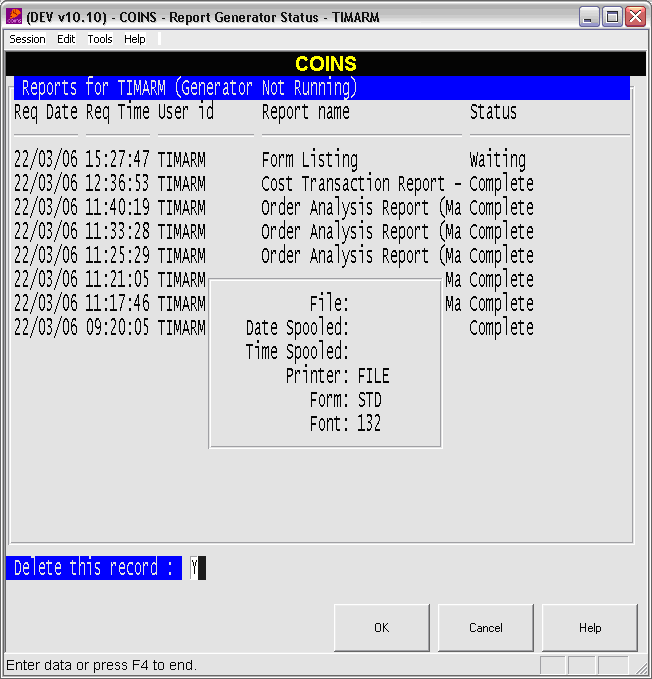 (DEV v10.10) - COINS - Report Generator Status - TIMARM
Session Edit Tools Help
COINS
Reports for TIMARM (Generator Not Running)
Req Date Req Time User id Report name Status
22/03/06 15:27:47 TIMARM Form Listing Waiting
22/03/06 12:36:53 TIMARM Cost Transaction Report - Complete
22/03/06 11:40:19 TIMARM Order Analysis Report (Ma Complete
22/03/06 11:33:28 TIMARM Order Analysis Report (Ma Complete
22/03/06 11:25:29 TIMARM Order Analysis Report (Ma Complete
22/03/06 11:21:05 TIMARM Ma Complete
22/03/06 11:17:46 TIMARM Ma Complete
22/03/06 09:20:05 TIMARM Complete
File:
Date Spooled:
Time Spooled:
Printer: FILE
Form: STD
Font: 132
Delete this record : Y
OK Cancel Help
Enter data or press F4 to end.